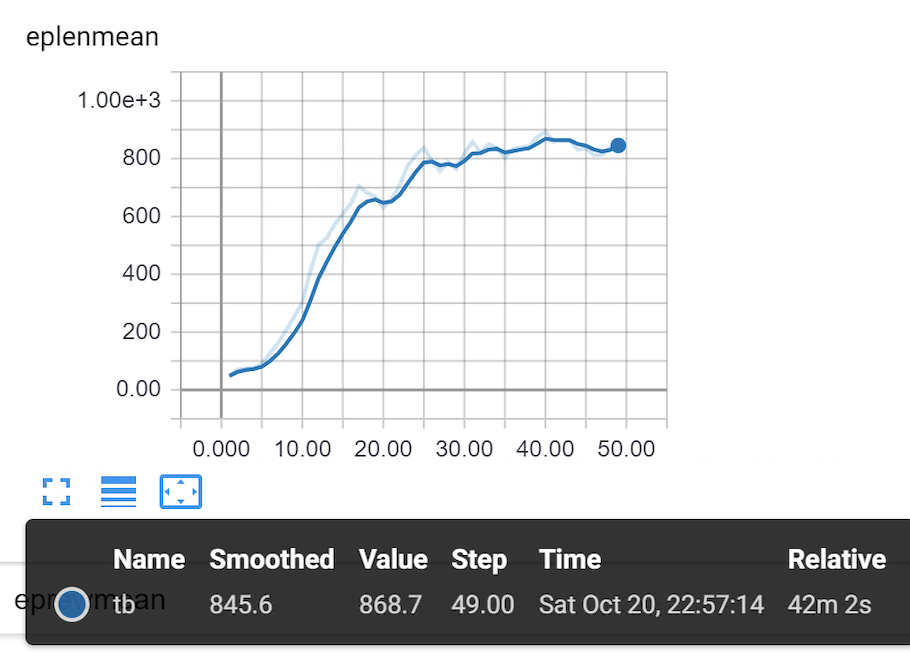 eplenmean
1.00e+3
800
600
400
200
0.00
0.000 10.00 20.00 30.00 40.00 50.00
Name Smoothed Value Step Time Relative
eprewmean
tb 845.6 868.7 49.00 Sat Oct 20, 22:57:14 42m 2s